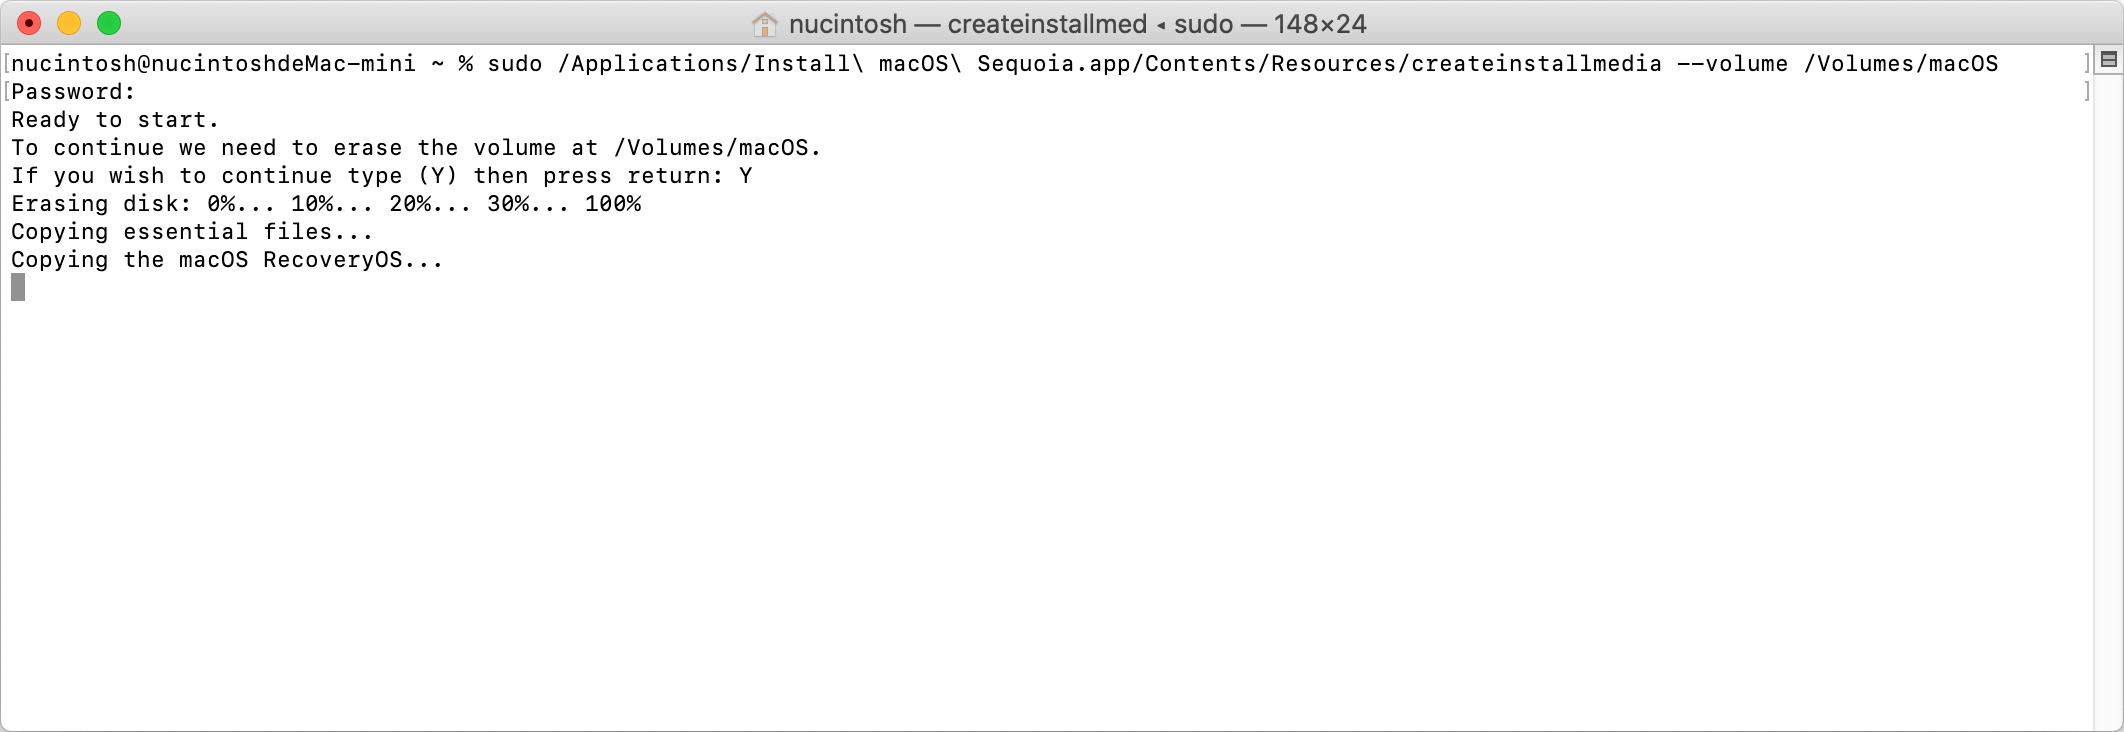 nucintosh — createinstallmed ◂ sudo — 148×24
nucintosh@nucintoshdeMac-mini ~ % sudo /Applications/Install\ macOS\ Sequoia.app/Contents/Resources/createinstallmedia --volume /Volumes/macOS
Password:
Ready to start.
To continue we need to erase the volume at /Volumes/macOS.
If you wish to continue type (Y) then press return: Y
Erasing disk: 0%... 10%... 20%... 30%... 100%
Copying essential files...
Copying the macOS RecoveryOS...